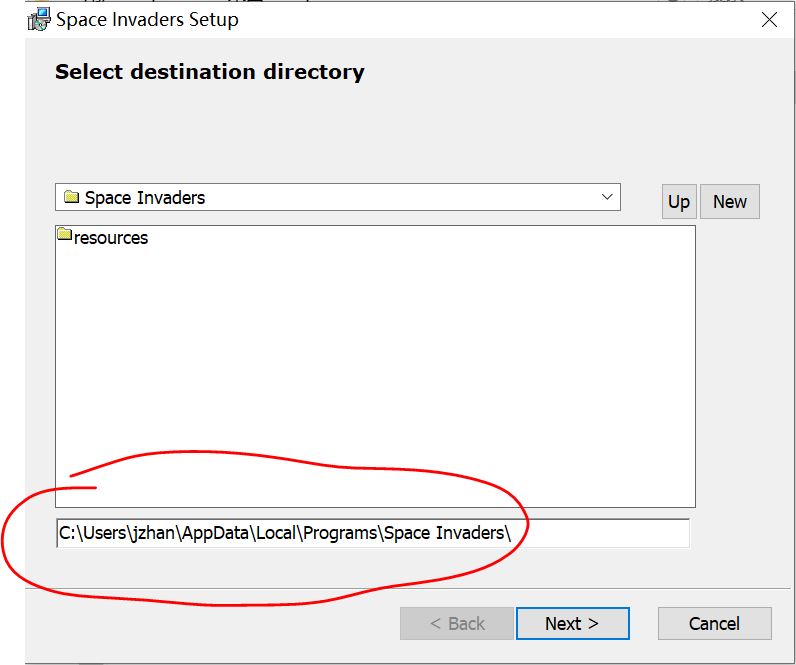 Space Invaders Setup
Select destination directory
Space Invaders
Up
New
resources
C:\Users\jzhan\AppData\Local\Programs\Space Invaders\
< Back
Next >
Cancel